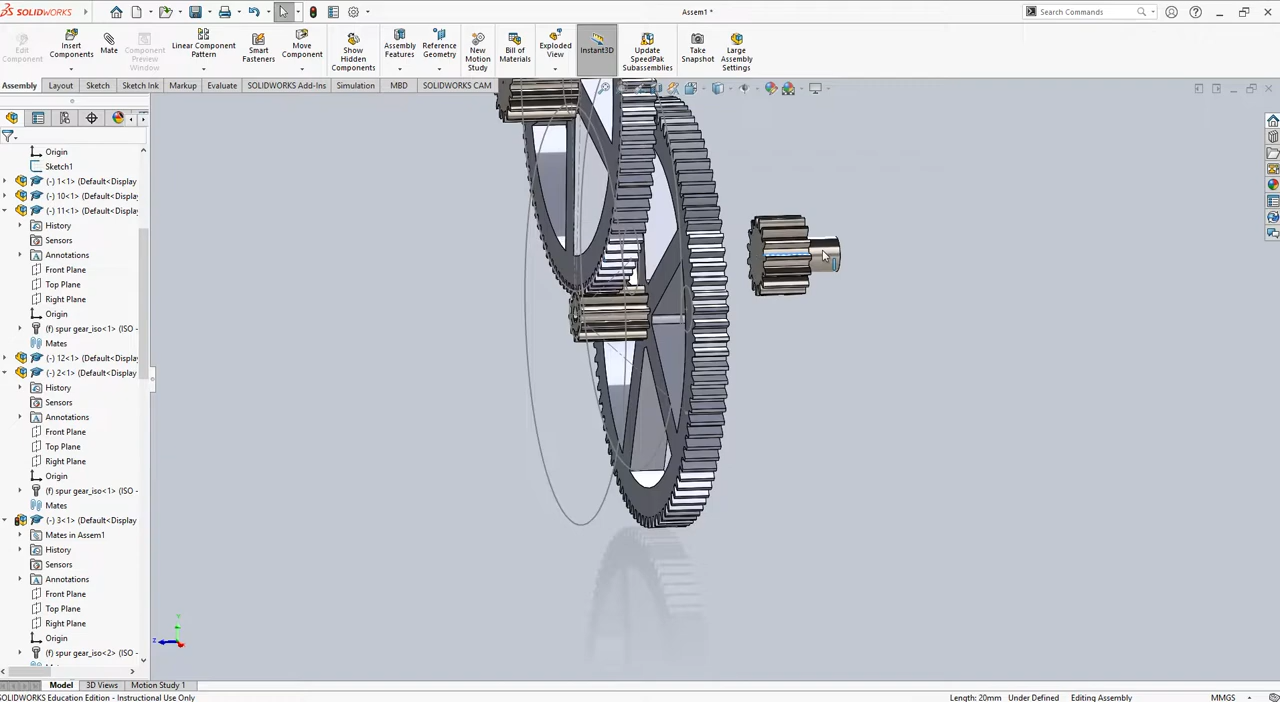 SOLIDWORKS
Assem1 *
Search Commands
Edit
Component
Insert
Components
Mate
Component
Preview
Window
Linear Component
Pattern
Smart
Fasteners
Move
Component
Show
Hidden
Components
Assembly
Features
Reference
Geometry
New
Motion
Study
Bill of
Materials
Exploded
View
Instant3D
Update
SpeedPak
Subassemblies
Take
Snapshot
Large
Assembly
Settings
Assembly
Layout
Sketch
Sketch Ink
Markup
Evaluate
SOLIDWORKS Add-Ins
Simulation
MBD
SOLIDWORKS CAM
Origin
Sketch1
(-) 1<1> (Default<Display
(-) 10<1> (Default<Display
(-) 11<1> (Default<Display
History
Sensors
Annotations
Front Plane
Top Plane
Right Plane
Origin
(f) spur gear_iso<1> (ISO -
Mates
(-) 12<1> (Default<Display
(-) 2<1> (Default<Display
History
Sensors
Annotations
Front Plane
Top Plane
Right Plane
Origin
(f) spur gear_iso<1> (ISO -
Mates
(-) 3<1> (Default<Display
Mates in Assem1
History
Sensors
Annotations
Front Plane
Top Plane
Right Plane
Origin
(f) spur gear_iso<2> (ISO -
Y
Z
Model
3D Views
Motion Study 1
SOLIDWORKS Education Edition - Instructional Use Only
Length: 20mm
Under Defined
Editing Assembly
MMGS